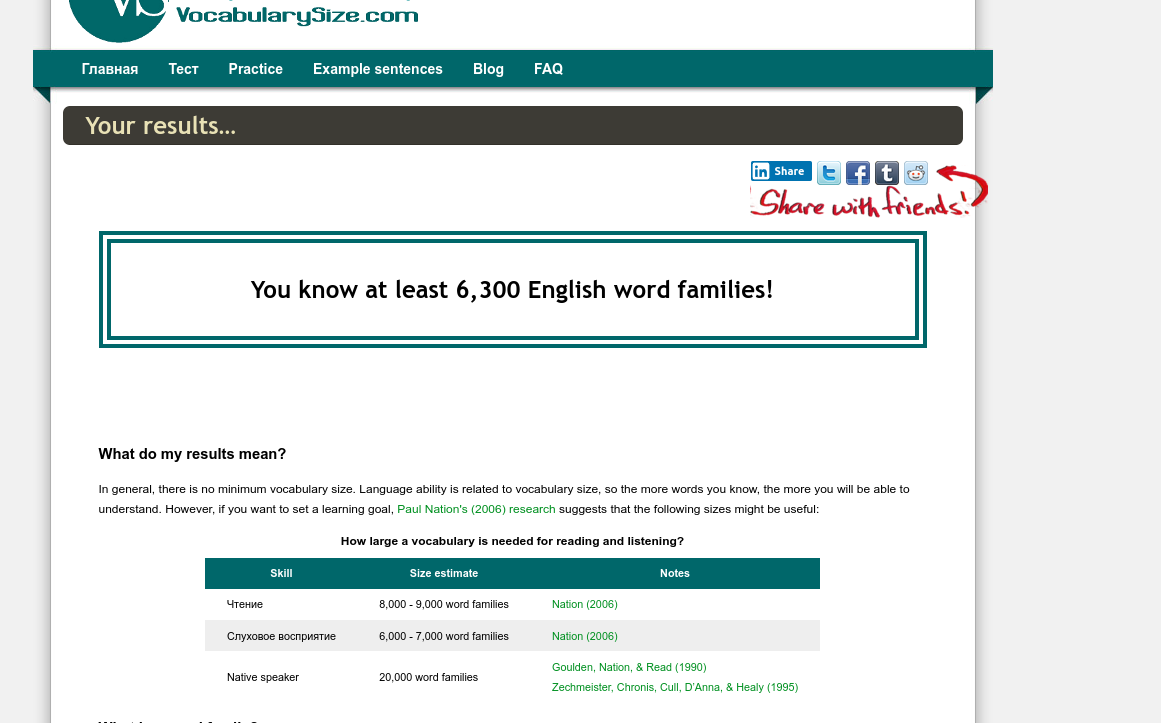 VS
VocabularySize.com
Главная Тест Practice Example sentences Blog FAQ
Your results...
in Share
Share with friends!
You know at least 6,300 English word families!
What do my results mean?
In general, there is no minimum vocabulary size. Language ability is related to vocabulary size, so the more words you know, the more you will be able to
understand. However, if you want to set a learning goal, Paul Nation's (2006) research suggests that the following sizes might be useful:
How large a vocabulary is needed for reading and listening?
Skill Size estimate Notes
Чтение 8,000 - 9,000 word families Nation (2006)
Слуховое восприятие 6,000 - 7,000 word families Nation (2006)
Native speaker 20,000 word families Goulden, Nation, & Read (1990)
Zechmeister, Chronis, Cull, D'Anna, & Healy (1995)